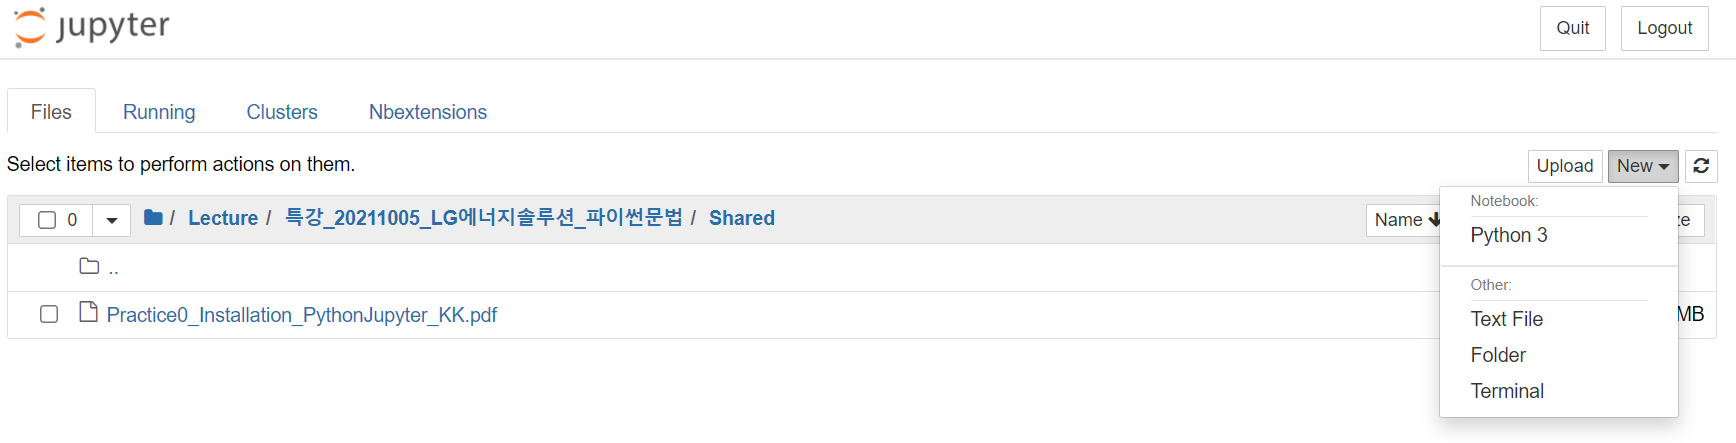 jupyter
Quit Logout
Files Running Clusters Nbextensions
Select items to perform actions on them.
Upload New
0 / Lecture / 특강_20211005_LG에너지솔루션_파이썬문법 / Shared Name ze
Notebook:
Python 3
..
Other:
Practice0_Installation_PythonJupyter_KK.pdf MB
Text File
Folder
Terminal